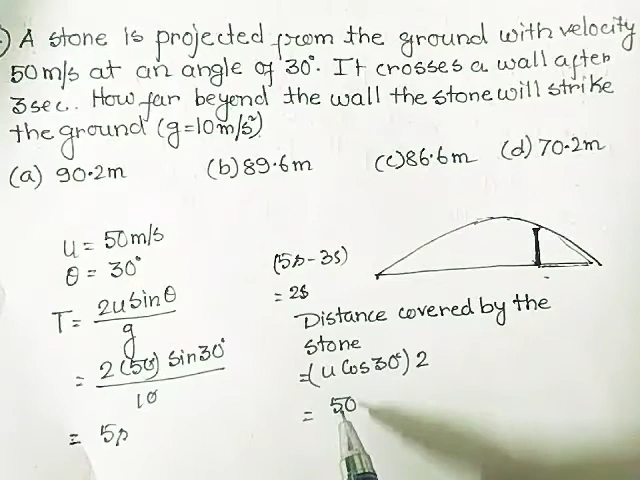 ) A stone is projected from the ground with velocity
50m/s at an angle of 30°. It crosses a wall after
3sec. How far beyond the wall the stone will strike
the ground (g=10m/s²)
(a) 90.2m (b) 89.6m (c) 86.6m (d) 70.2m
u = 50m/s
θ = 30°
T = 2usinθ / g
= 2(50) sin30° / 10
= 5s
(5s - 3s)
= 2s
Distance covered by the
stone
= (u cos30°) 2
= 50